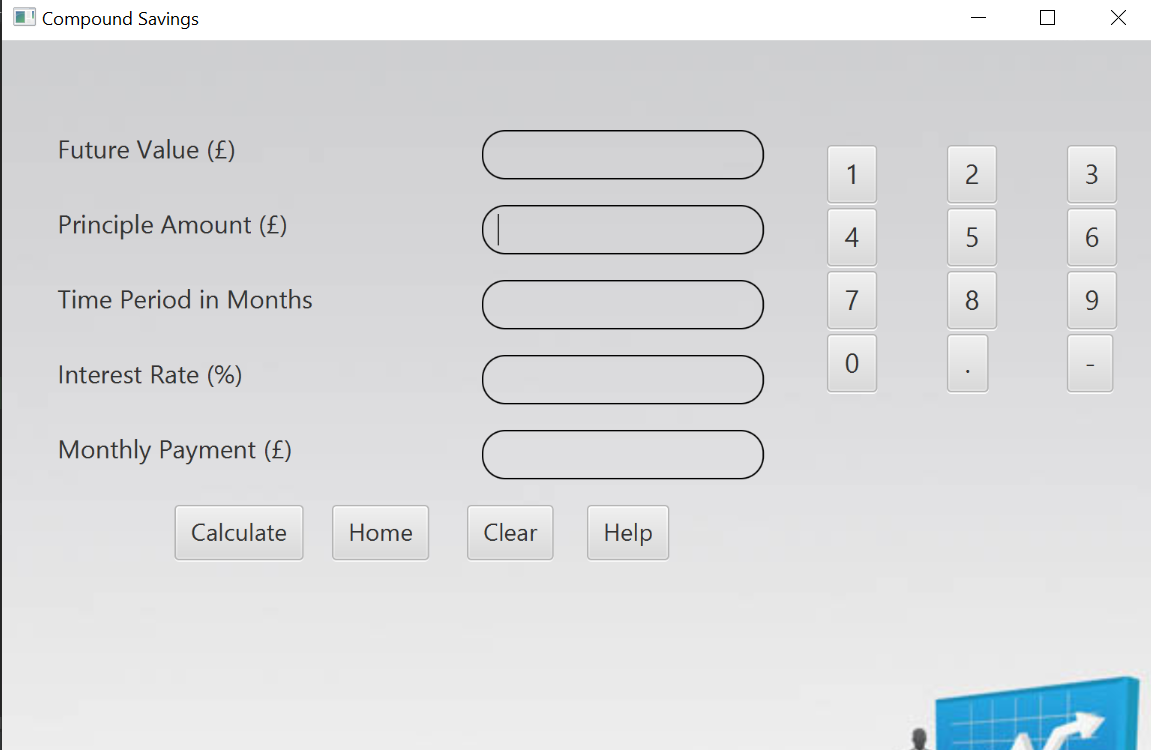 Compound Savings
Future Value (£)
Principle Amount (£)
Time Period in Months
Interest Rate (%)
Monthly Payment (£)
Calculate Home Clear Help
1 2 3
4 5 6
7 8 9
0 . -